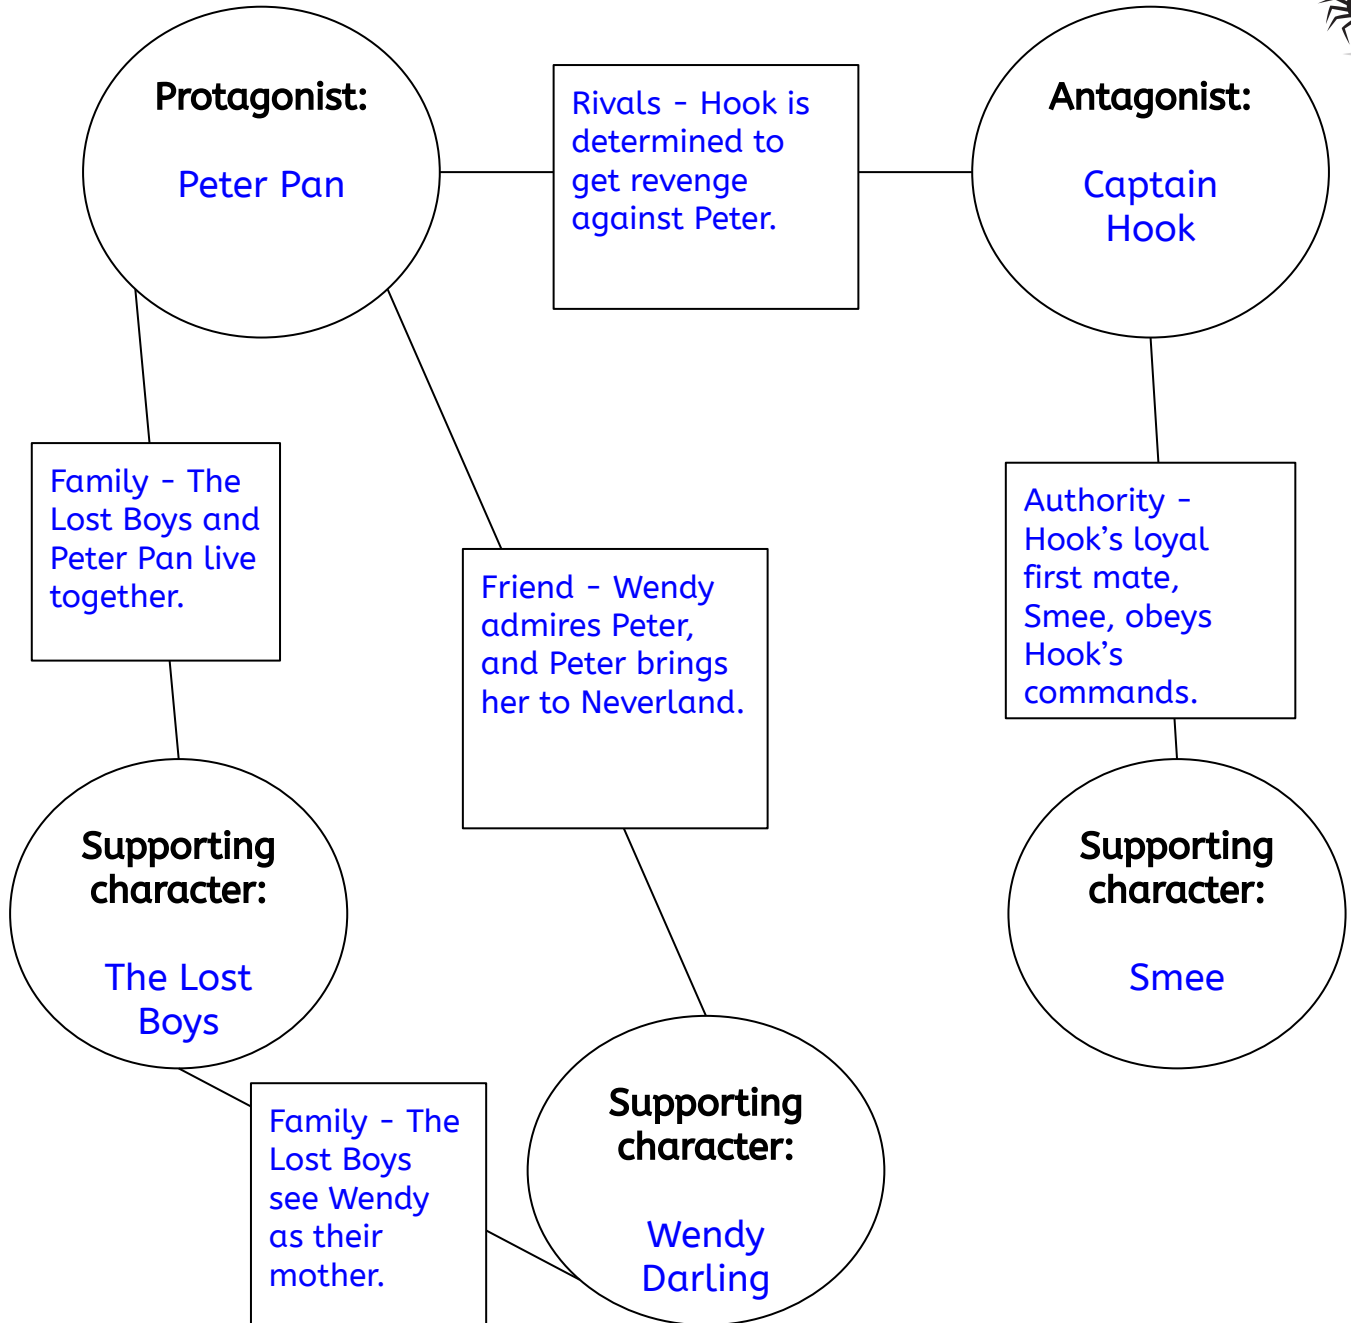 Protagonist:
Peter Pan
Rivals - Hook is
determined to
get revenge
against Peter.
Antagonist:
Captain
Hook
Family - The
Lost Boys and
Peter Pan live
together.
Friend - Wendy
admires Peter,
and Peter brings
her to Neverland.
Authority -
Hook’s loyal
first mate,
Smee, obeys
Hook’s
commands.
Supporting
character:
The Lost
Boys
Supporting
character:
Smee
Family - The
Lost Boys
see Wendy
as their
mother.
Supporting
character:
Wendy
Darling